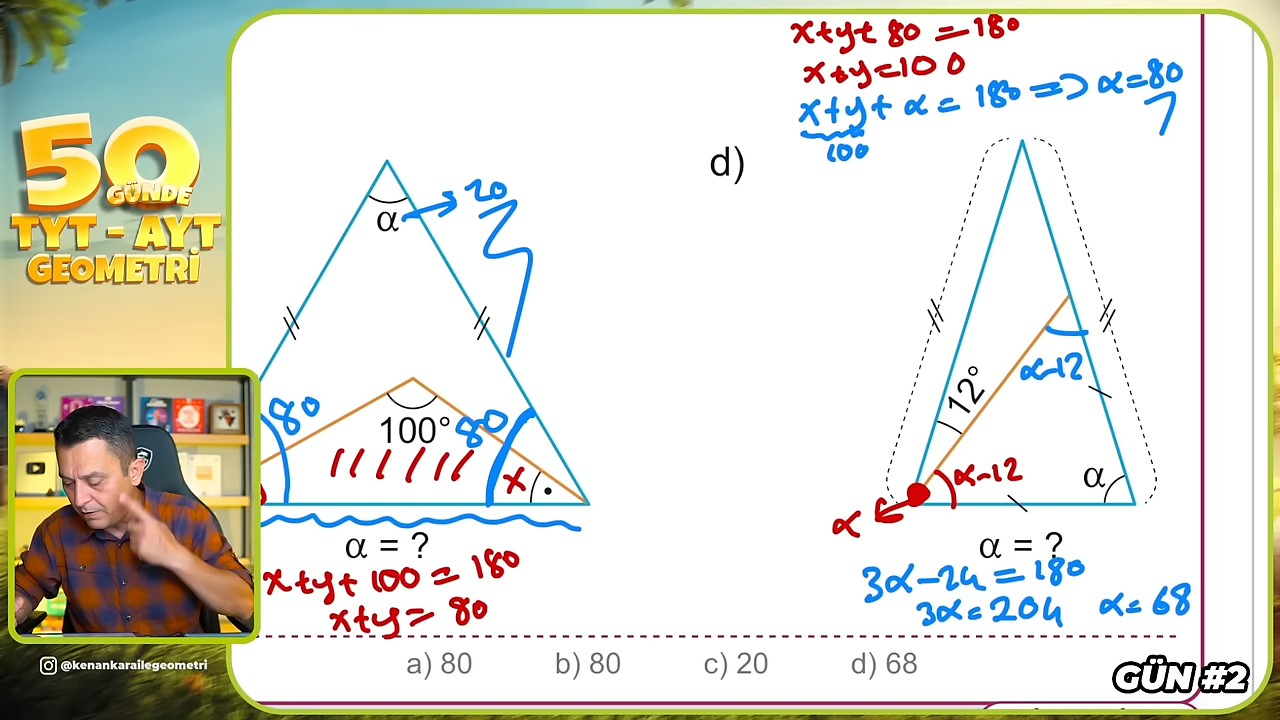 50
GÜNDE
TYT - AYT
GEOMETRİ
x+y+80=180
x+y=100
x+y+α=180=>α=80
100
d)
α
20
80
100°
80
x
α = ?
x+y+100=180
x+y=80
12°
α-12
α-12
α
α
α = ?
3α-24=180
3α=204 α=68
a) 80 b) 80 c) 20 d) 68
@kenankarailegeometri
GÜN #2